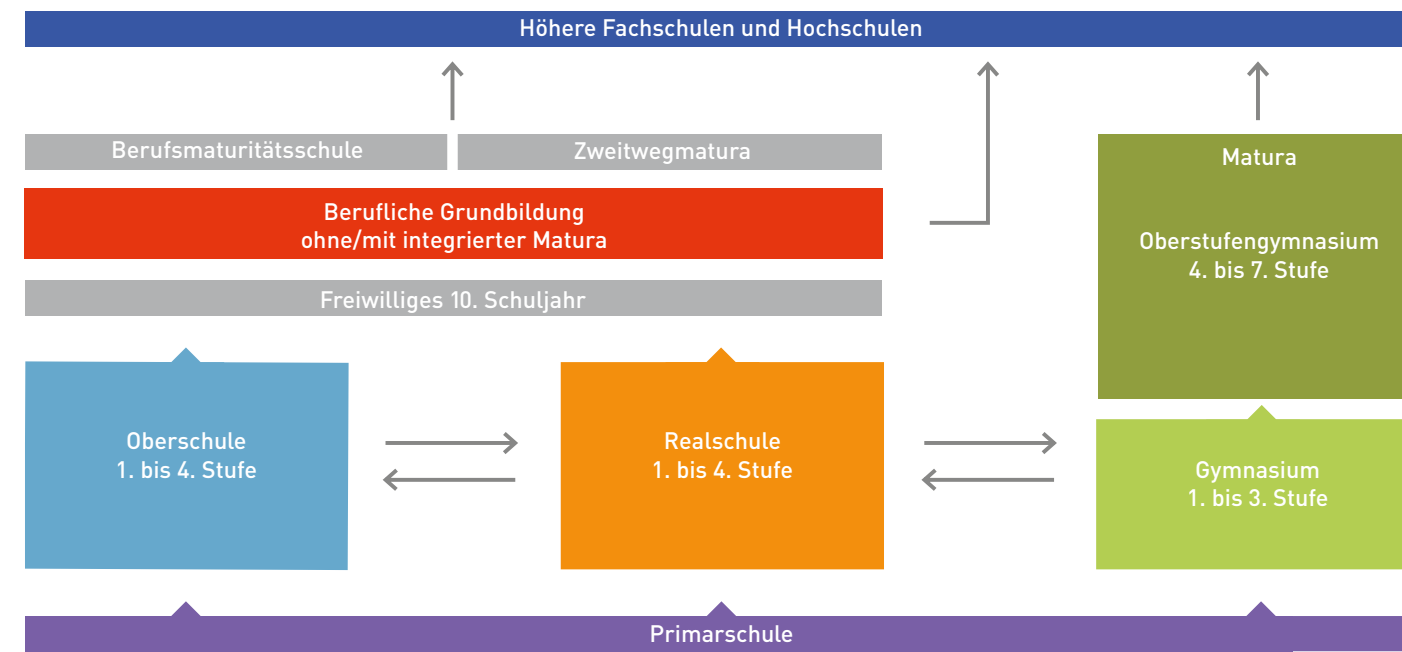 Höhere Fachschulen und Hochschulen
Berufsmaturitätsschule
Zweitwegmatura
Matura
Berufliche Grundbildung
ohne/mit integrierter Matura
Oberstufengymnasium
4. bis 7. Stufe
Freiwilliges 10. Schuljahr
Oberschule
1. bis 4. Stufe
Realschule
1. bis 4. Stufe
Gymnasium
1. bis 3. Stufe
Primarschule